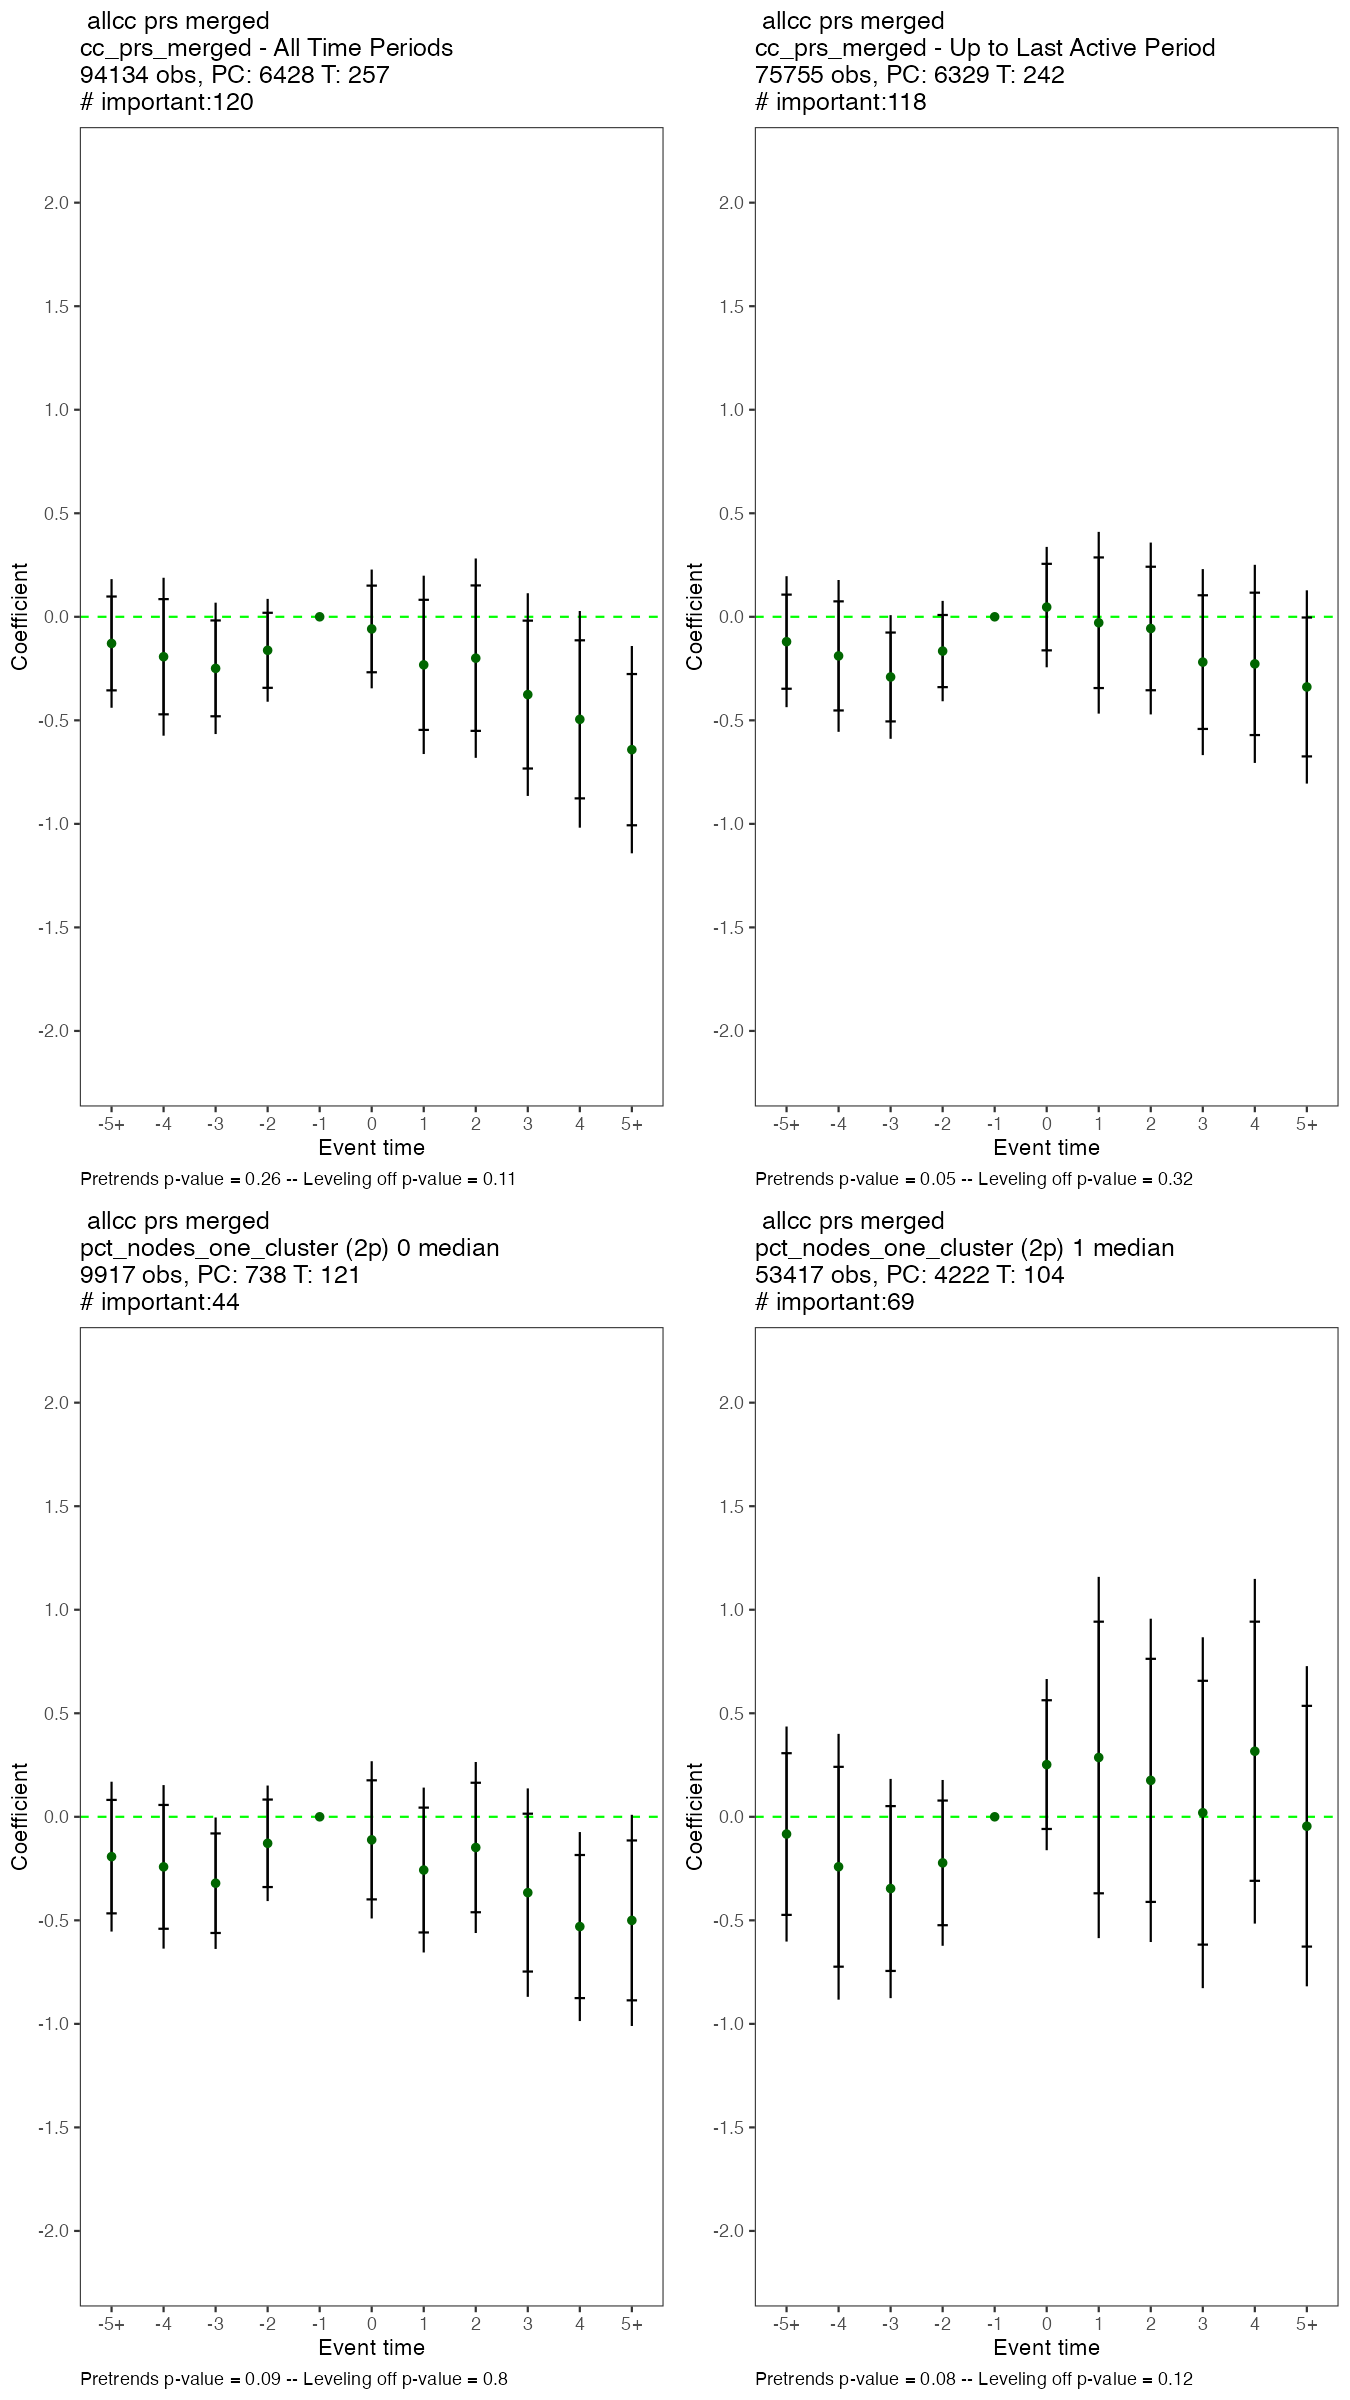 allcc prs merged
cc_prs_merged - All Time Periods
94134 obs, PC: 6428 T: 257
# important:120
Coefficient
2.0
1.5
1.0
0.5
0.0
-0.5
-1.0
-1.5
-2.0
-5+ -4 -3 -2 -1 0 1 2 3 4 5+
Event time
Pretrends p-value = 0.26 -- Leveling off p-value = 0.11
allcc prs merged
cc_prs_merged - Up to Last Active Period
75755 obs, PC: 6329 T: 242
# important:118
Coefficient
2.0
1.5
1.0
0.5
0.0
-0.5
-1.0
-1.5
-2.0
-5+ -4 -3 -2 -1 0 1 2 3 4 5+
Event time
Pretrends p-value = 0.05 -- Leveling off p-value = 0.32
allcc prs merged
pct_nodes_one_cluster (2p) 0 median
9917 obs, PC: 738 T: 121
# important:44
Coefficient
2.0
1.5
1.0
0.5
0.0
-0.5
-1.0
-1.5
-2.0
-5+ -4 -3 -2 -1 0 1 2 3 4 5+
Event time
Pretrends p-value = 0.09 -- Leveling off p-value = 0.8
allcc prs merged
pct_nodes_one_cluster (2p) 1 median
53417 obs, PC: 4222 T: 104
# important:69
Coefficient
2.0
1.5
1.0
0.5
0.0
-0.5
-1.0
-1.5
-2.0
-5+ -4 -3 -2 -1 0 1 2 3 4 5+
Event time
Pretrends p-value = 0.08 -- Leveling off p-value = 0.12